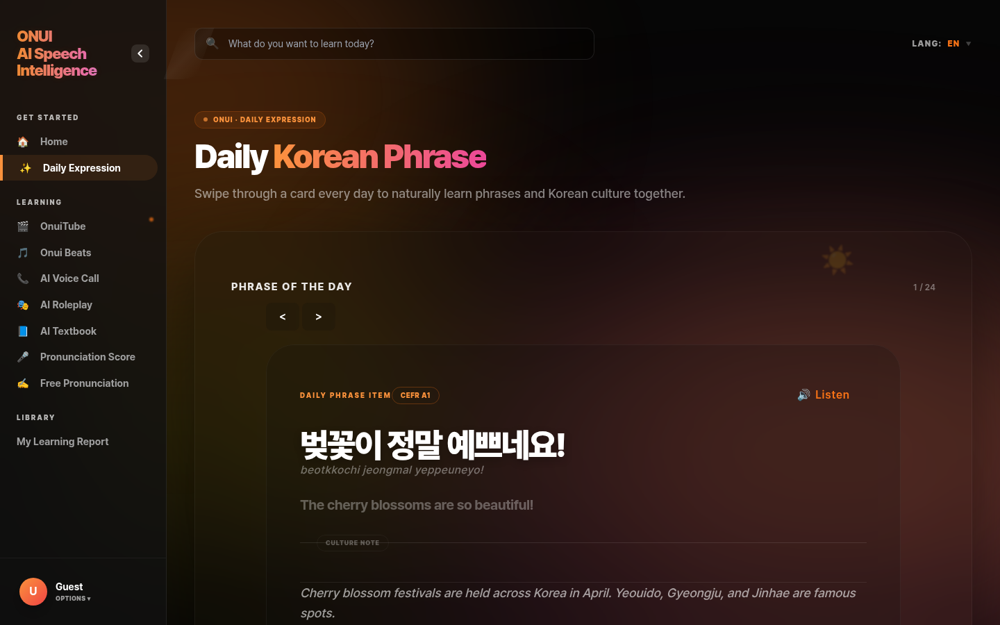 ONUI
AI Speech
Intelligence
GET STARTED
Home
Daily Expression
LEARNING
OnuiTube
Onui Beats
AI Voice Call
AI Roleplay
AI Textbook
Pronunciation Score
Free Pronunciation
LIBRARY
My Learning Report
U
Guest
OPTIONS ▾
What do you want to learn today?
LANG: EN ▼
ONUI · DAILY EXPRESSION
Daily Korean Phrase
Swipe through a card every day to naturally learn phrases and Korean culture together.
PHRASE OF THE DAY
1 / 24
< >
DAILY PHRASE ITEM CEFR A1
Listen
벚꽃이 정말 예쁘네요!
beotkkochi jeongmal yeppeuneyo!
The cherry blossoms are so beautiful!
CULTURE NOTE
Cherry blossom festivals are held across Korea in April. Yeouido, Gyeongju, and Jinhae are famous
spots.